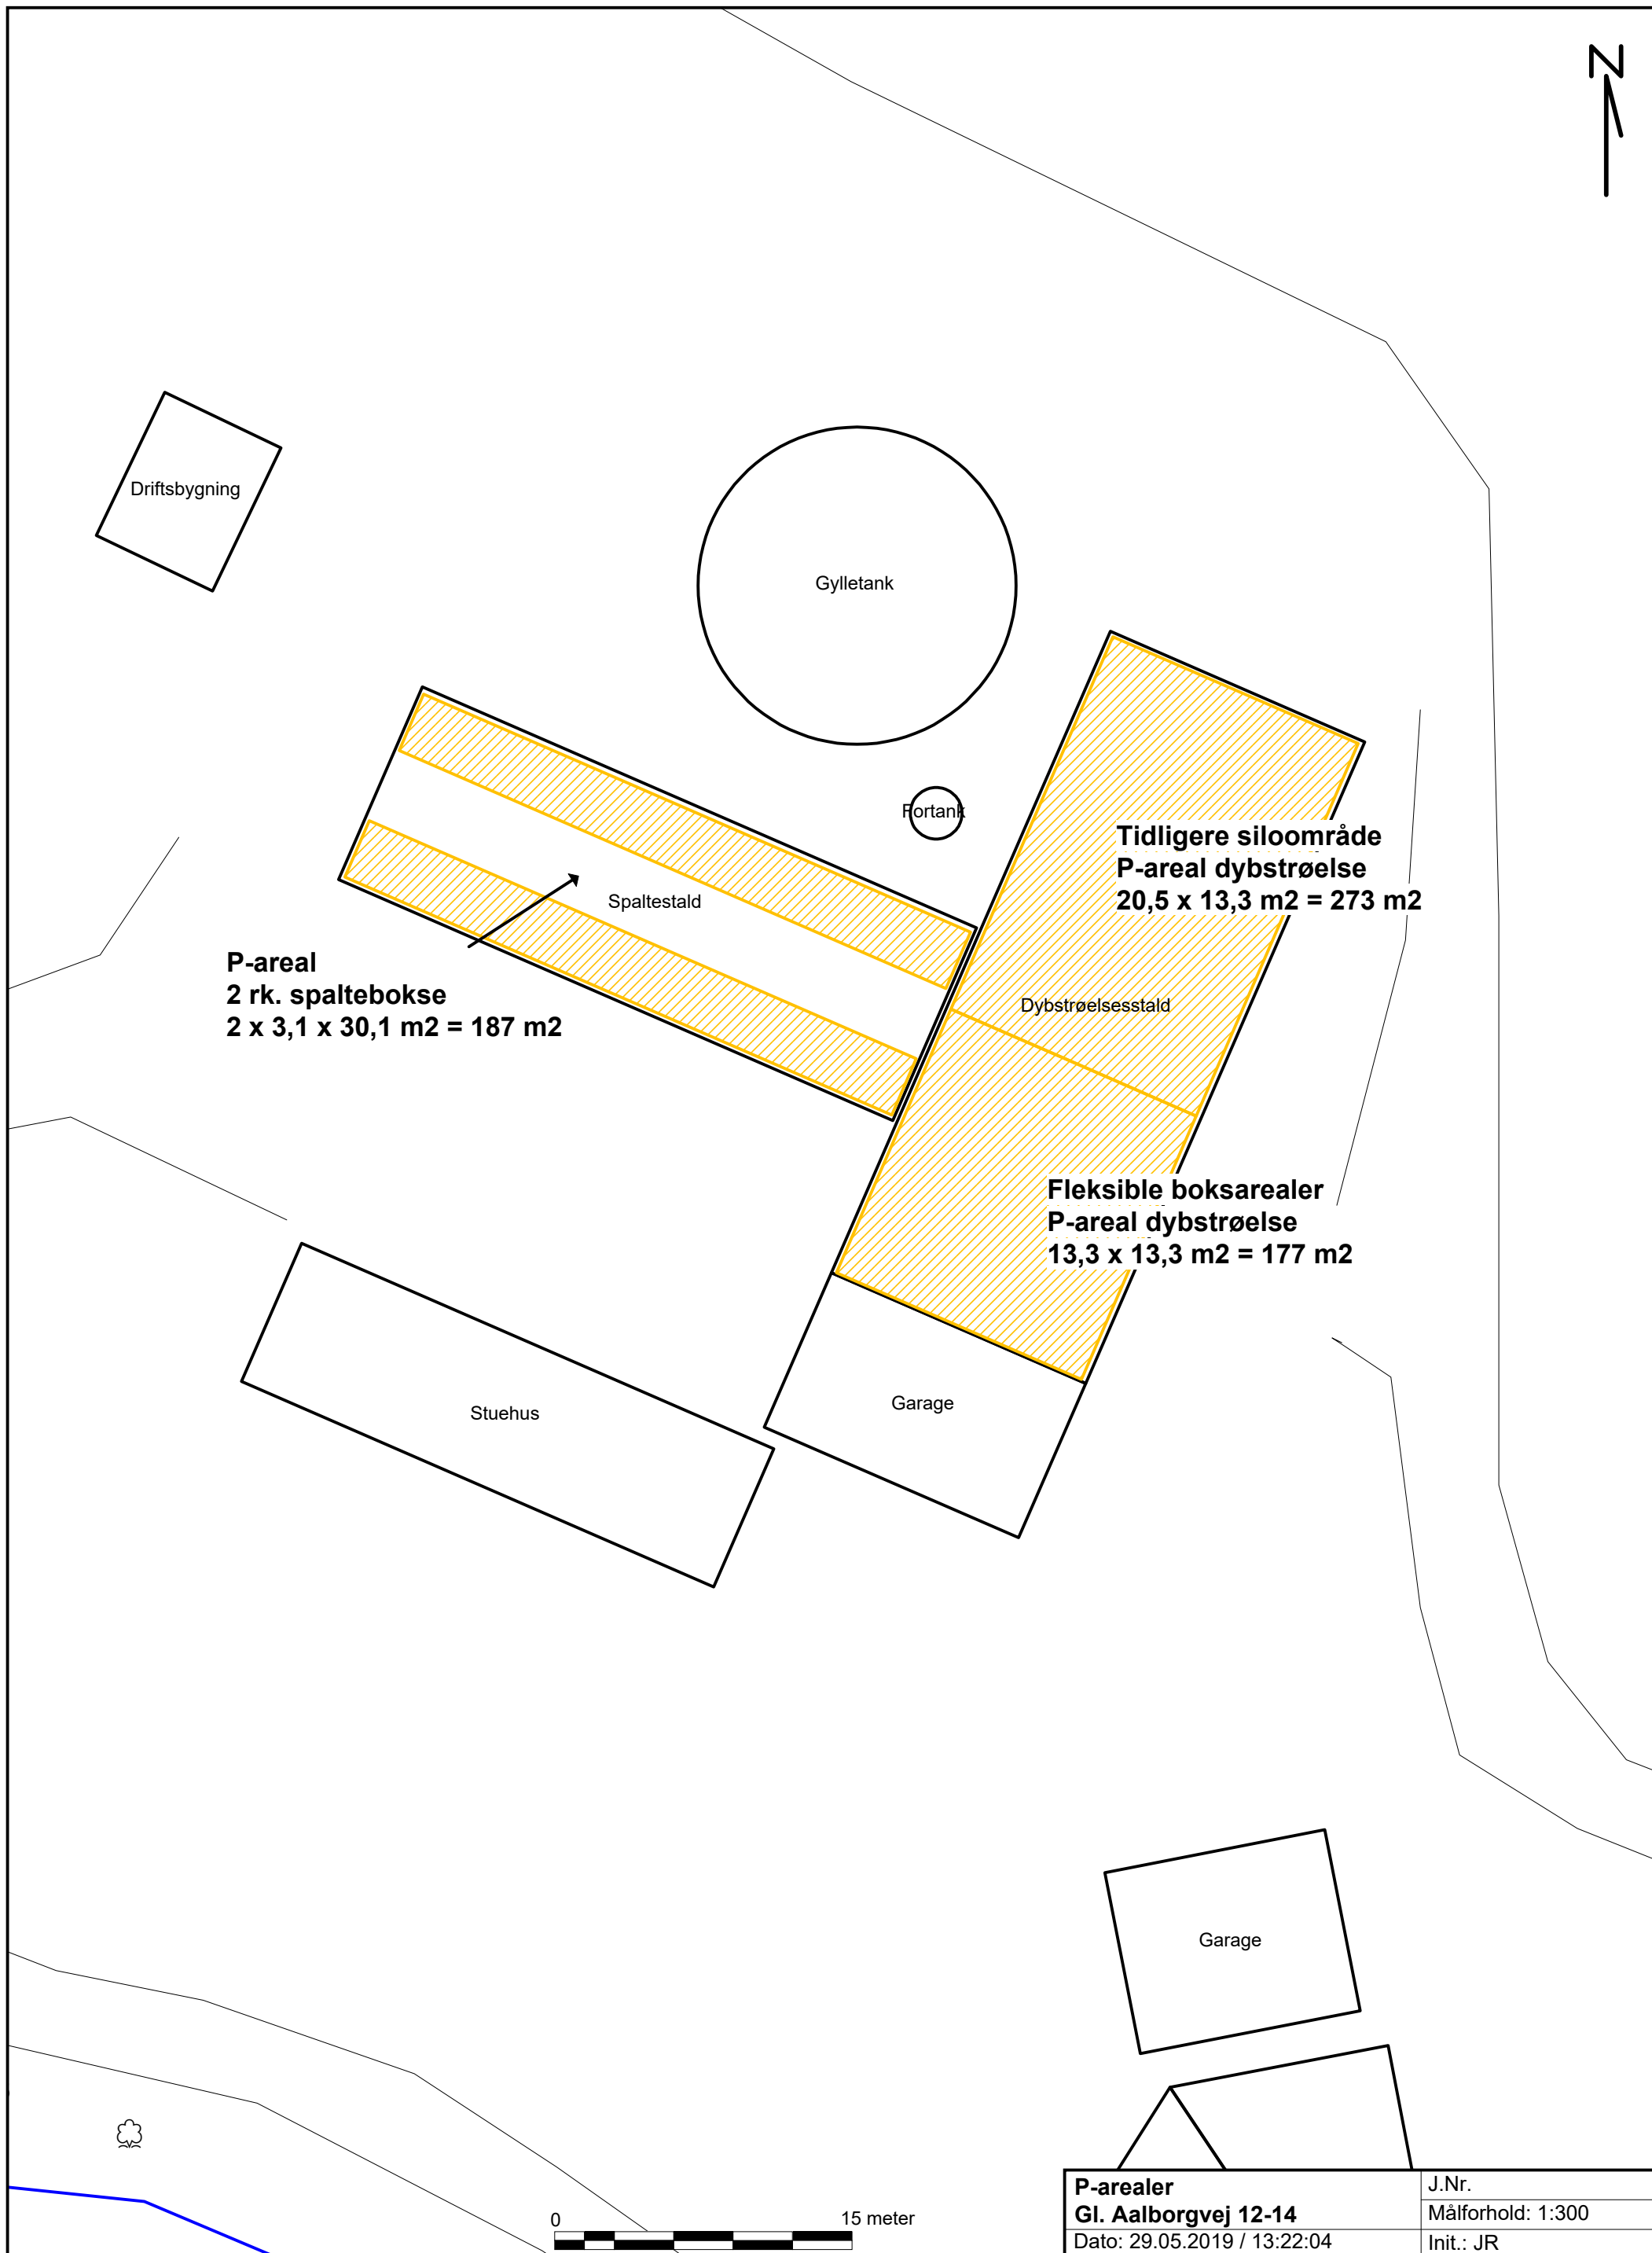 N
Driftsbygning
Gylletank
Fortank
Tidligere siloområde
P-areal dybstrøelse
20,5 x 13,3 m2 = 273 m2
Spaltestald
P-areal
2 rk. spaltebokse
2 x 3,1 x 30,1 m2 = 187 m2
Dybstrøelsesstald
Fleksible boksarealer
P-areal dybstrøelse
13,3 x 13,3 m2 = 177 m2
Garage
Stuehus
Garage
0 15 meter
P-arealer
Gl. Aalborgvej 12-14
Dato: 29.05.2019 / 13:22:04
J.Nr.
Målforhold: 1:300
Init.: JR